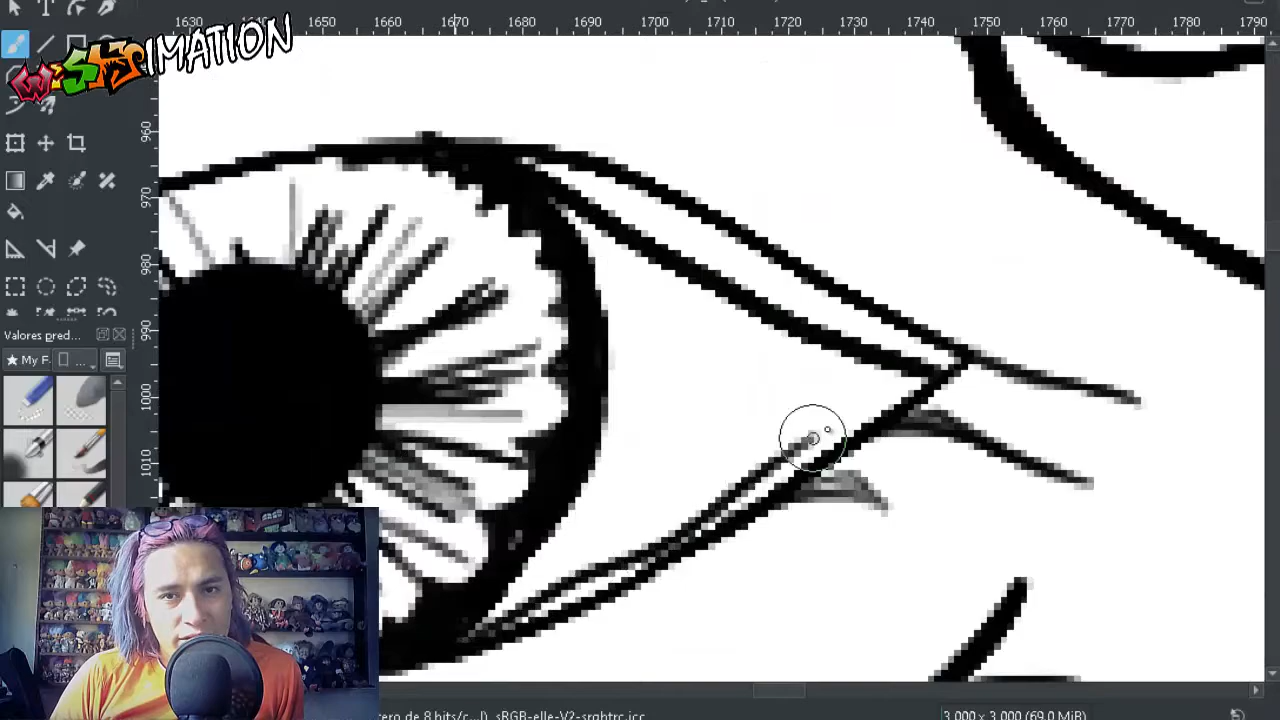 1630 1650 1660 1670 1680 1690 1700 1710 1720 1730 1740 1750 1760 1770 1780 1790
IMATION
960
970
980
990
1000
1010
Valores pred...
My F
...
tero de 8 bits/c...l) sRGB-elle-V2-srgbtrc.icc
3.000 x 3.000 (69,0 MiB)